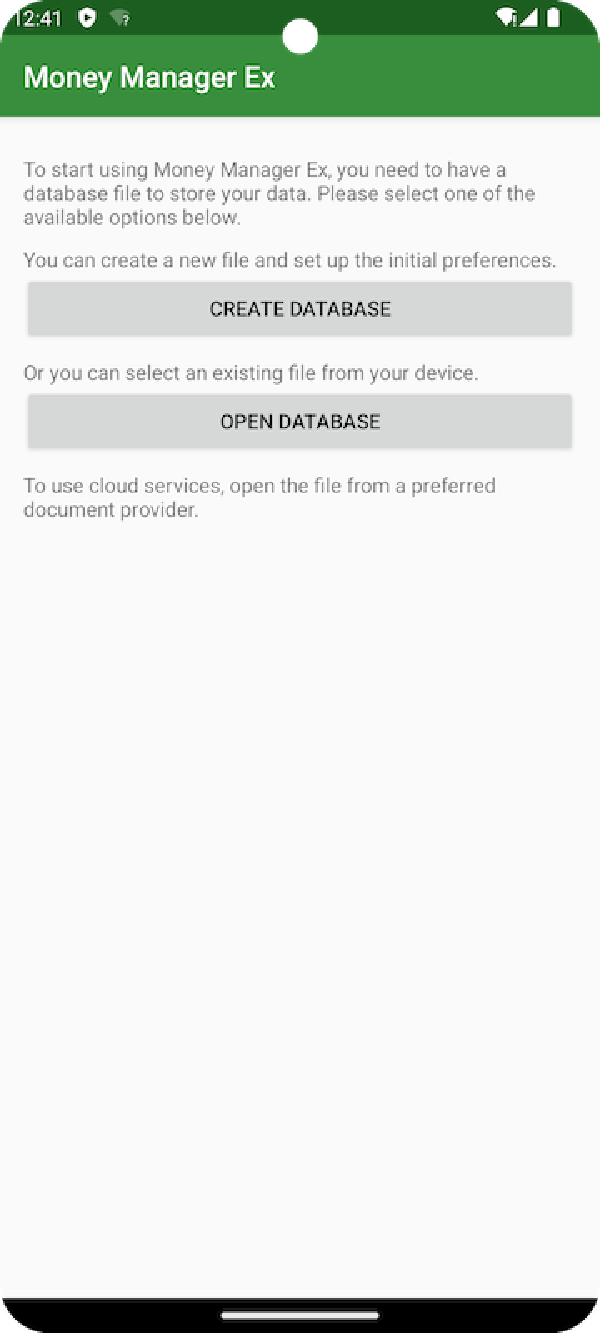 12:41
Money Manager Ex
To start using Money Manager Ex, you need to have a
database file to store your data. Please select one of the
available options below.
You can create a new file and set up the initial preferences.
CREATE DATABASE
Or you can select an existing file from your device.
OPEN DATABASE
To use cloud services, open the file from a preferred
document provider.